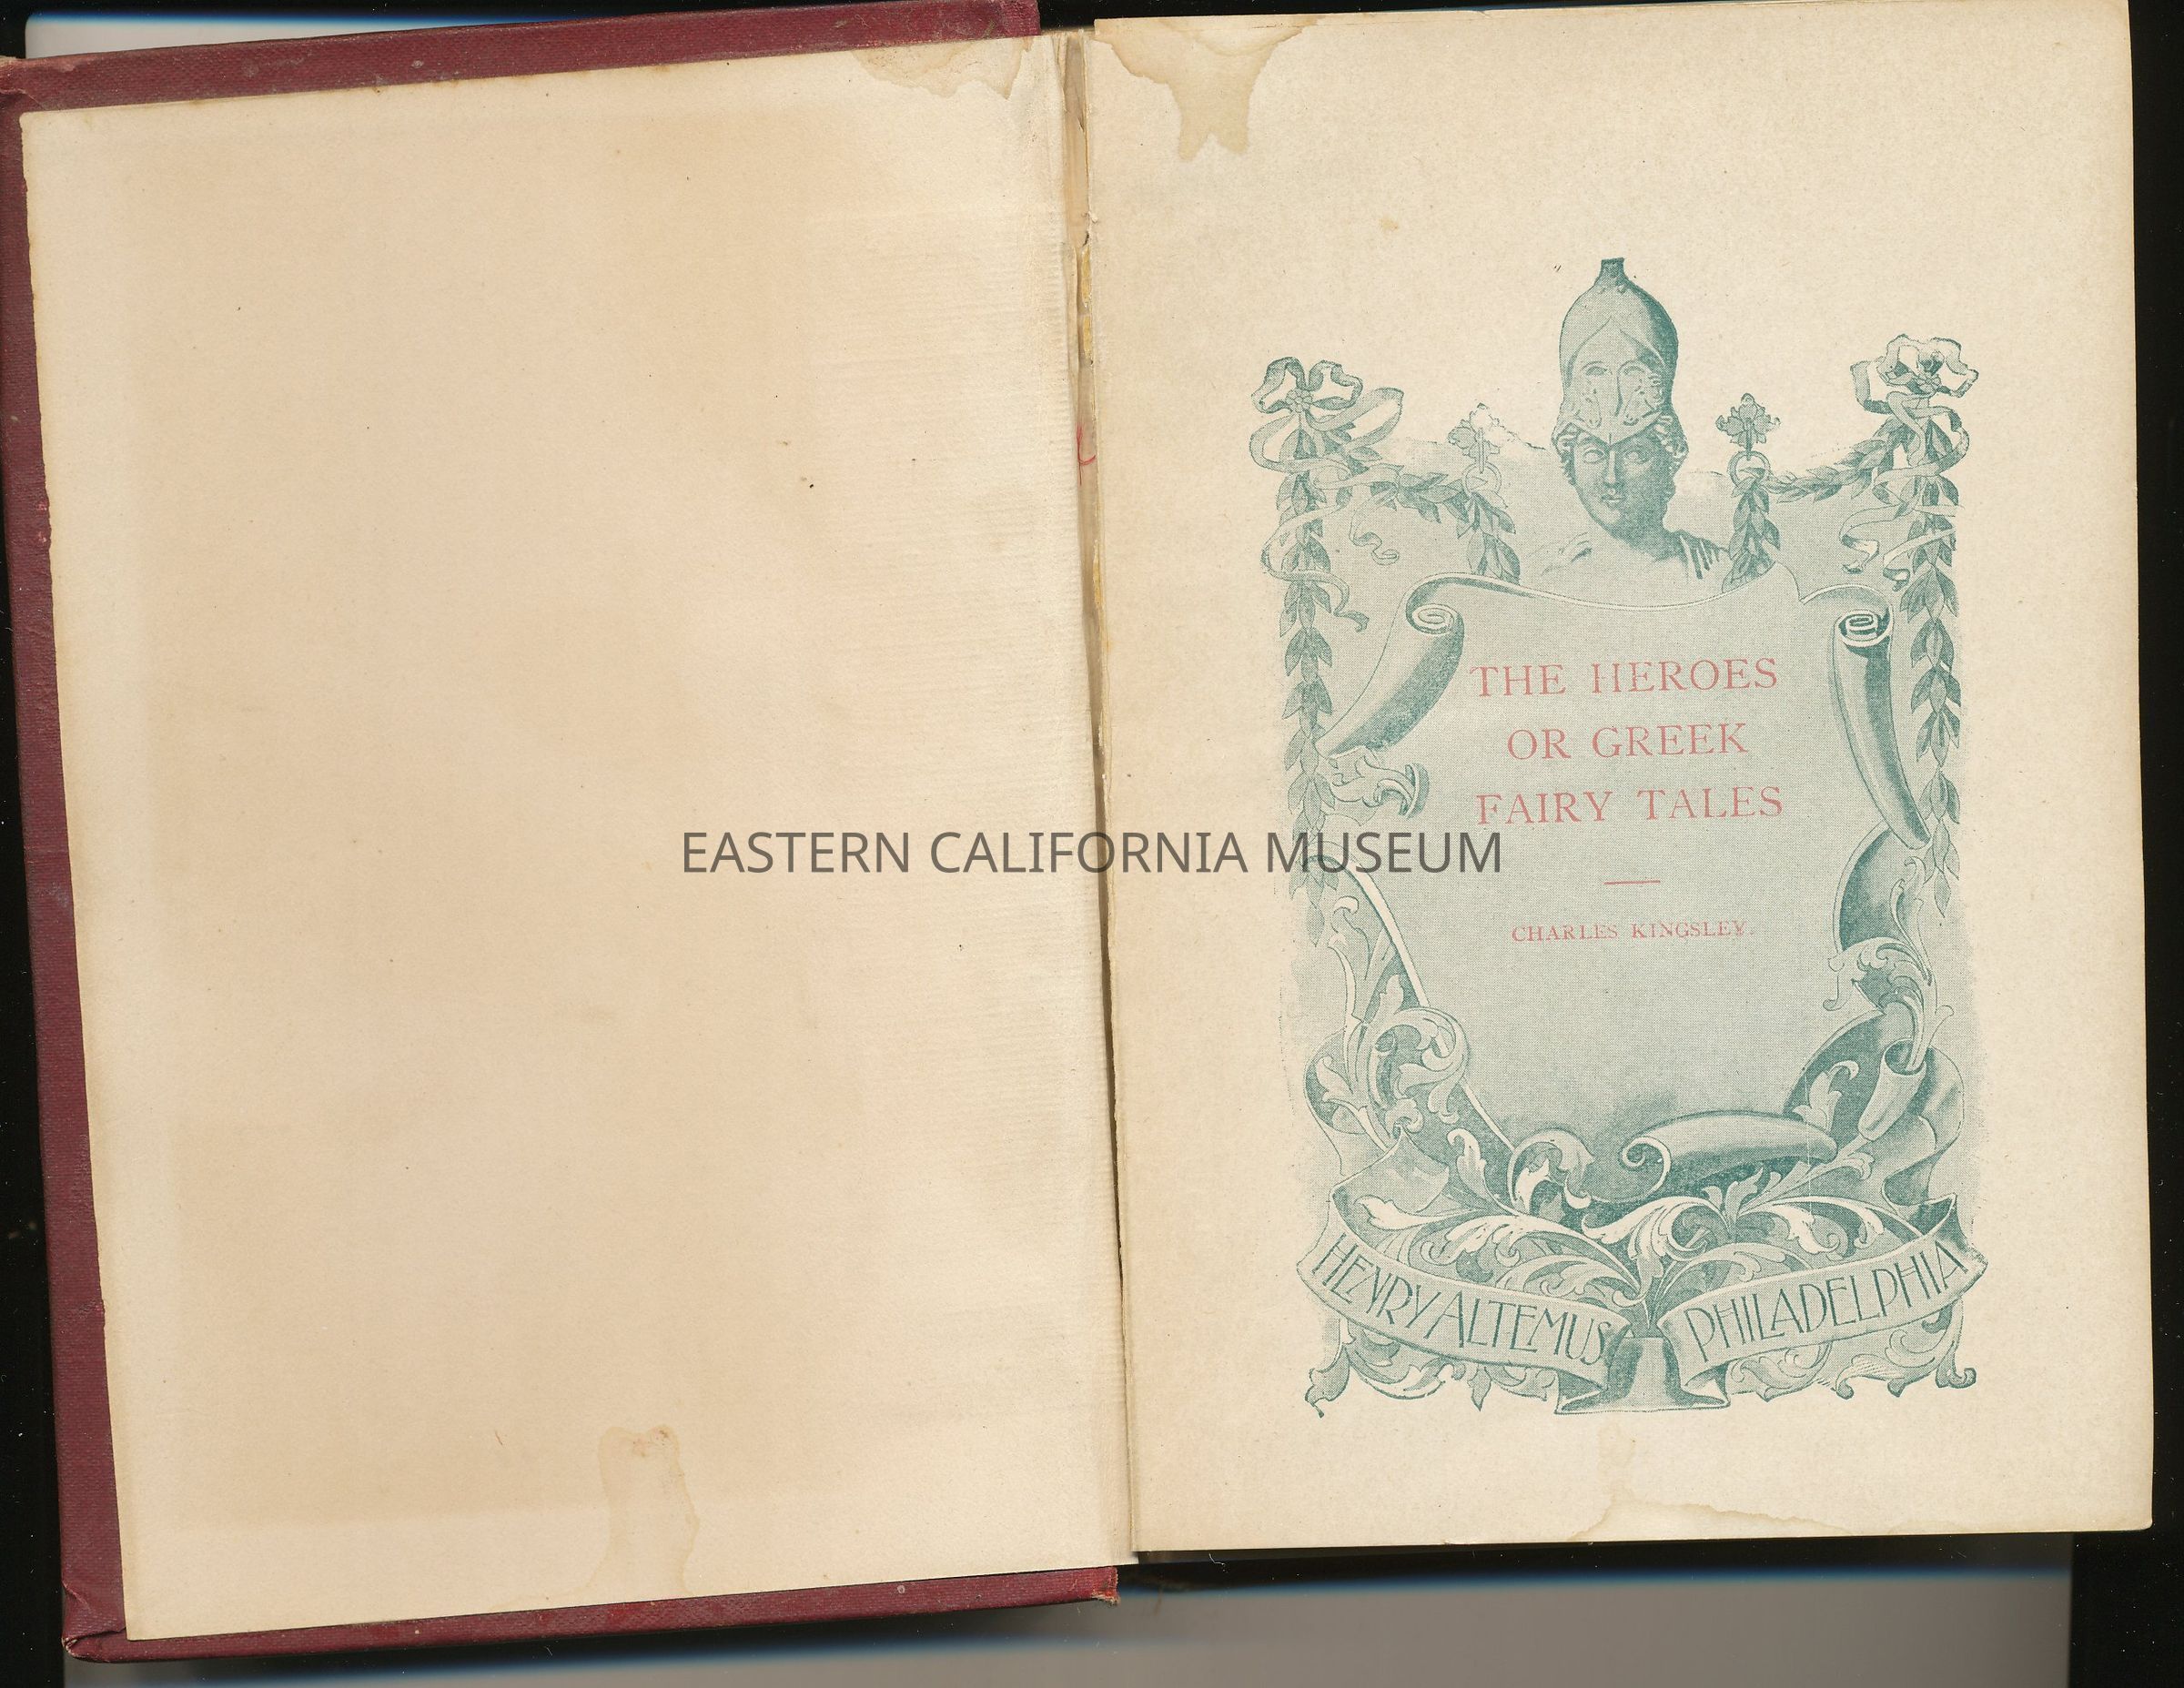 THE HEROES
OR GREEK
FAIRY TALES
EASTERN CALIFORNIA MUSEUM
CHARLES KINGSLEY.
HENRY ALTEMUS PHILADELPHIA